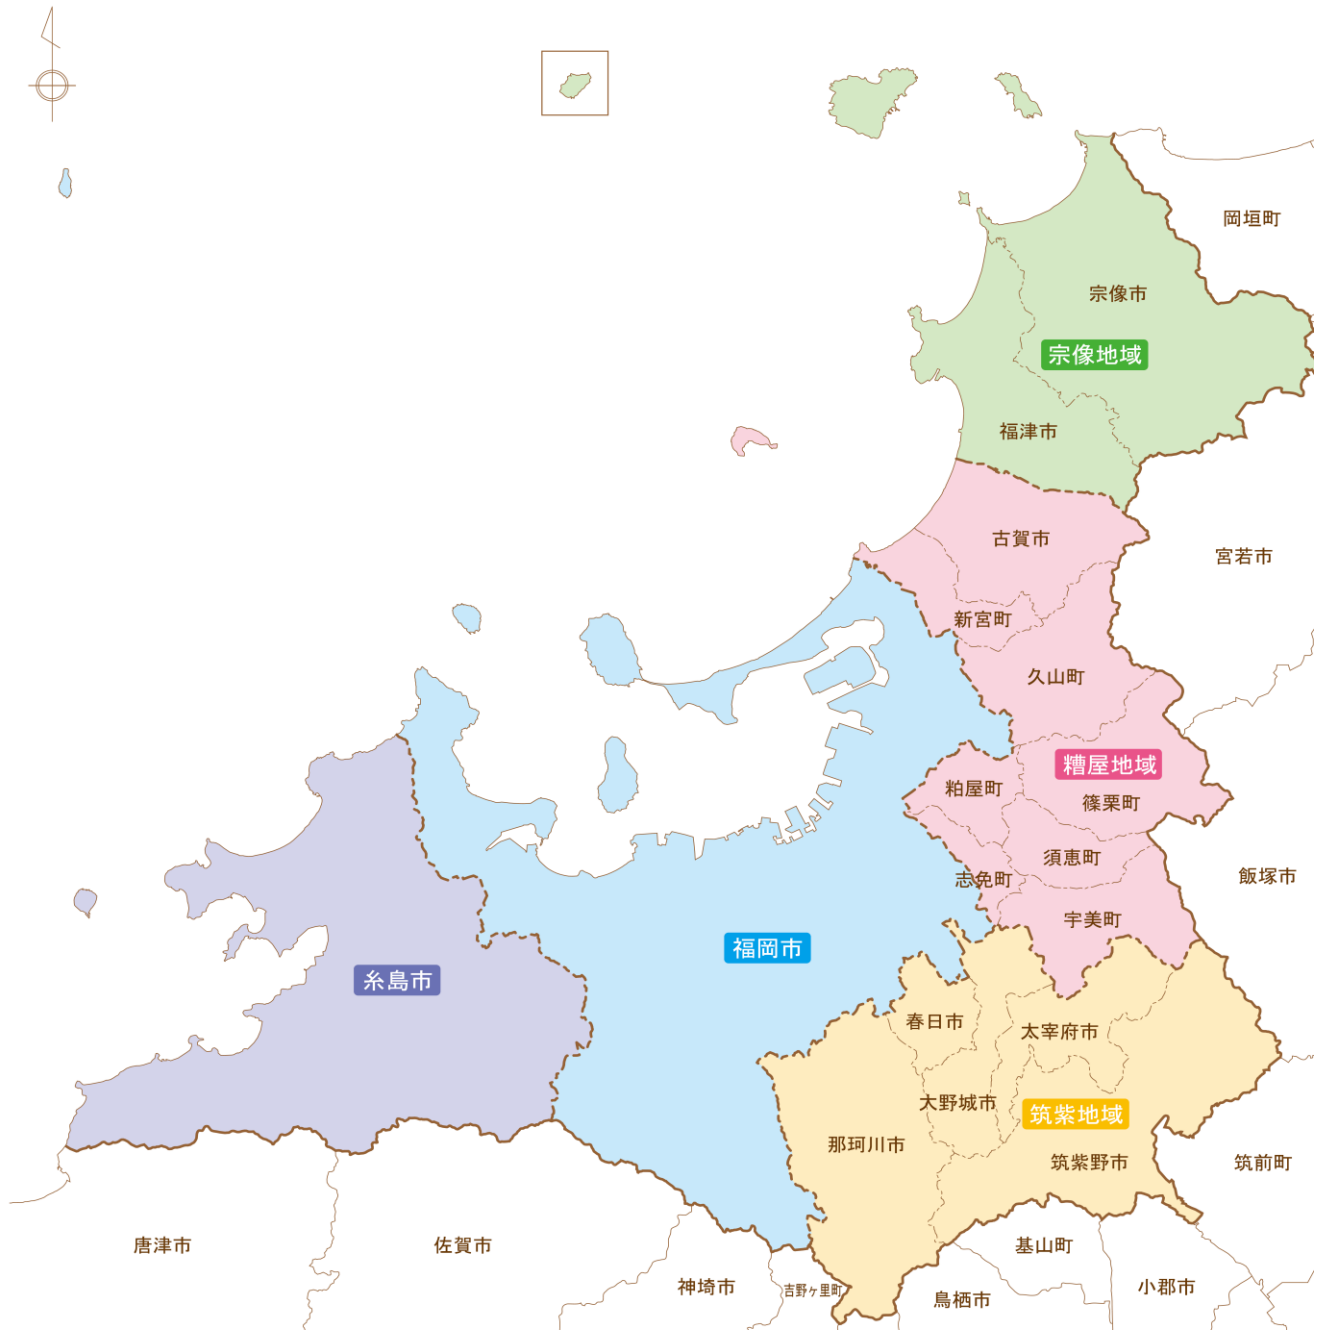 岡垣町
宗像市
宗像地域
福津市
古賀市
宮若市
新宮町
久山町
糟屋地域
粕屋町
篠栗町
須恵町
志免町
飯塚市
宇美町
福岡市
糸島市
春日市
太宰府市
大野城市
筑紫地域
那珂川市
筑紫野市
筑前町
唐津市
佐賀市
基山町
神埼市
吉野ヶ里町
鳥栖市
小郡市